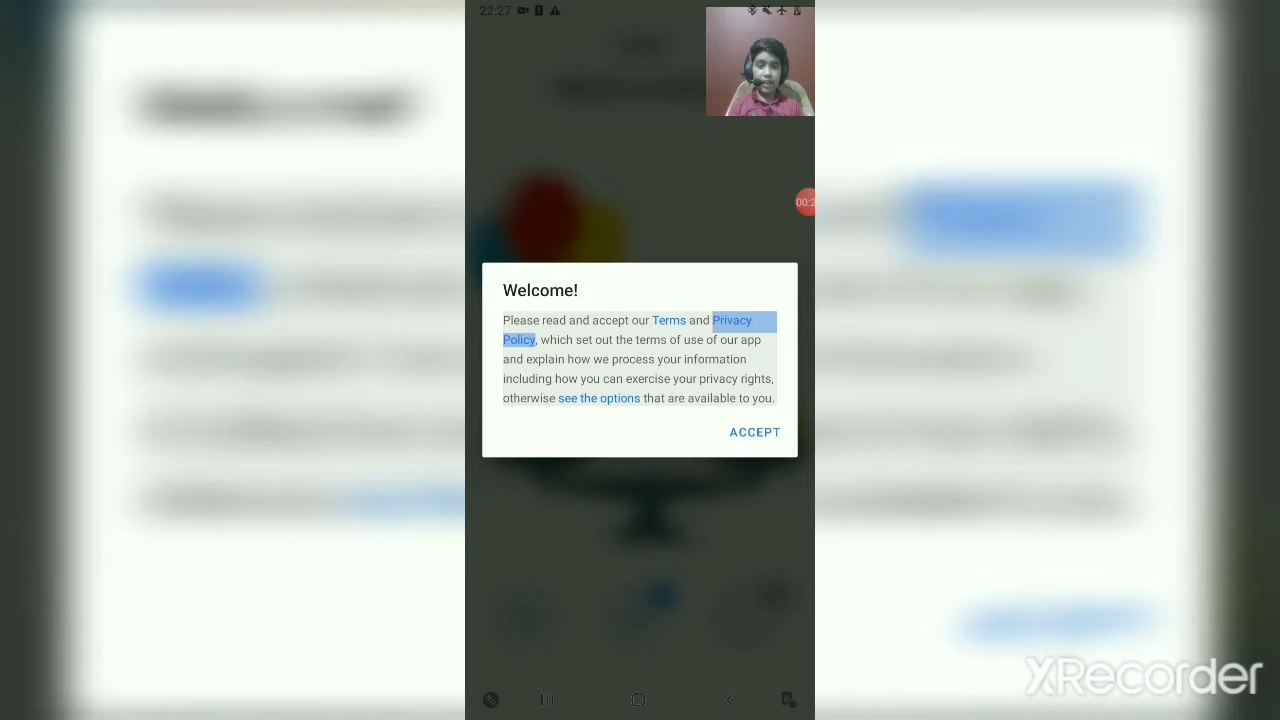 22:27
00:2
Welcome!
Please read and accept our Terms and Privacy
Policy, which set out the terms of use of our app
and explain how we process your information
including how you can exercise your privacy rights,
otherwise see the options that are available to you.
ACCEPT
XRecorder